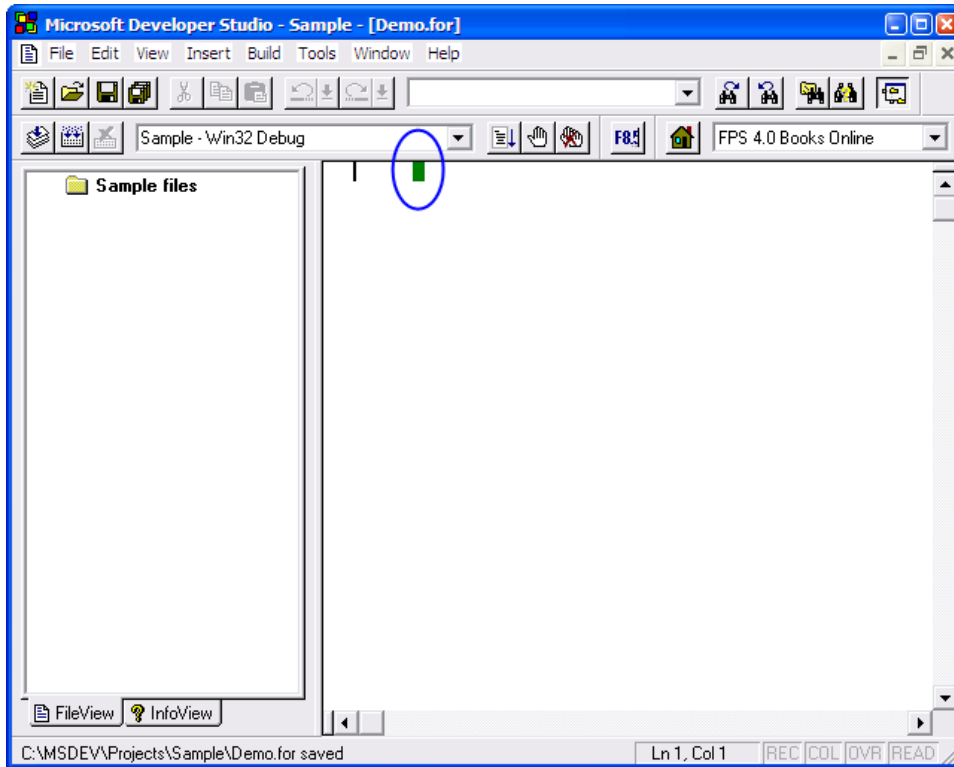 Microsoft Developer Studio - Sample - [Demo.for]
File Edit View Insert Build Tools Window Help
Sample - Win32 Debug
F8.5
FPS 4.0 Books Online
Sample files
FileView InfoView
C:\MSDEV\Projects\Sample\Demo.for saved
Ln 1, Col 1
REC COL OVR READ